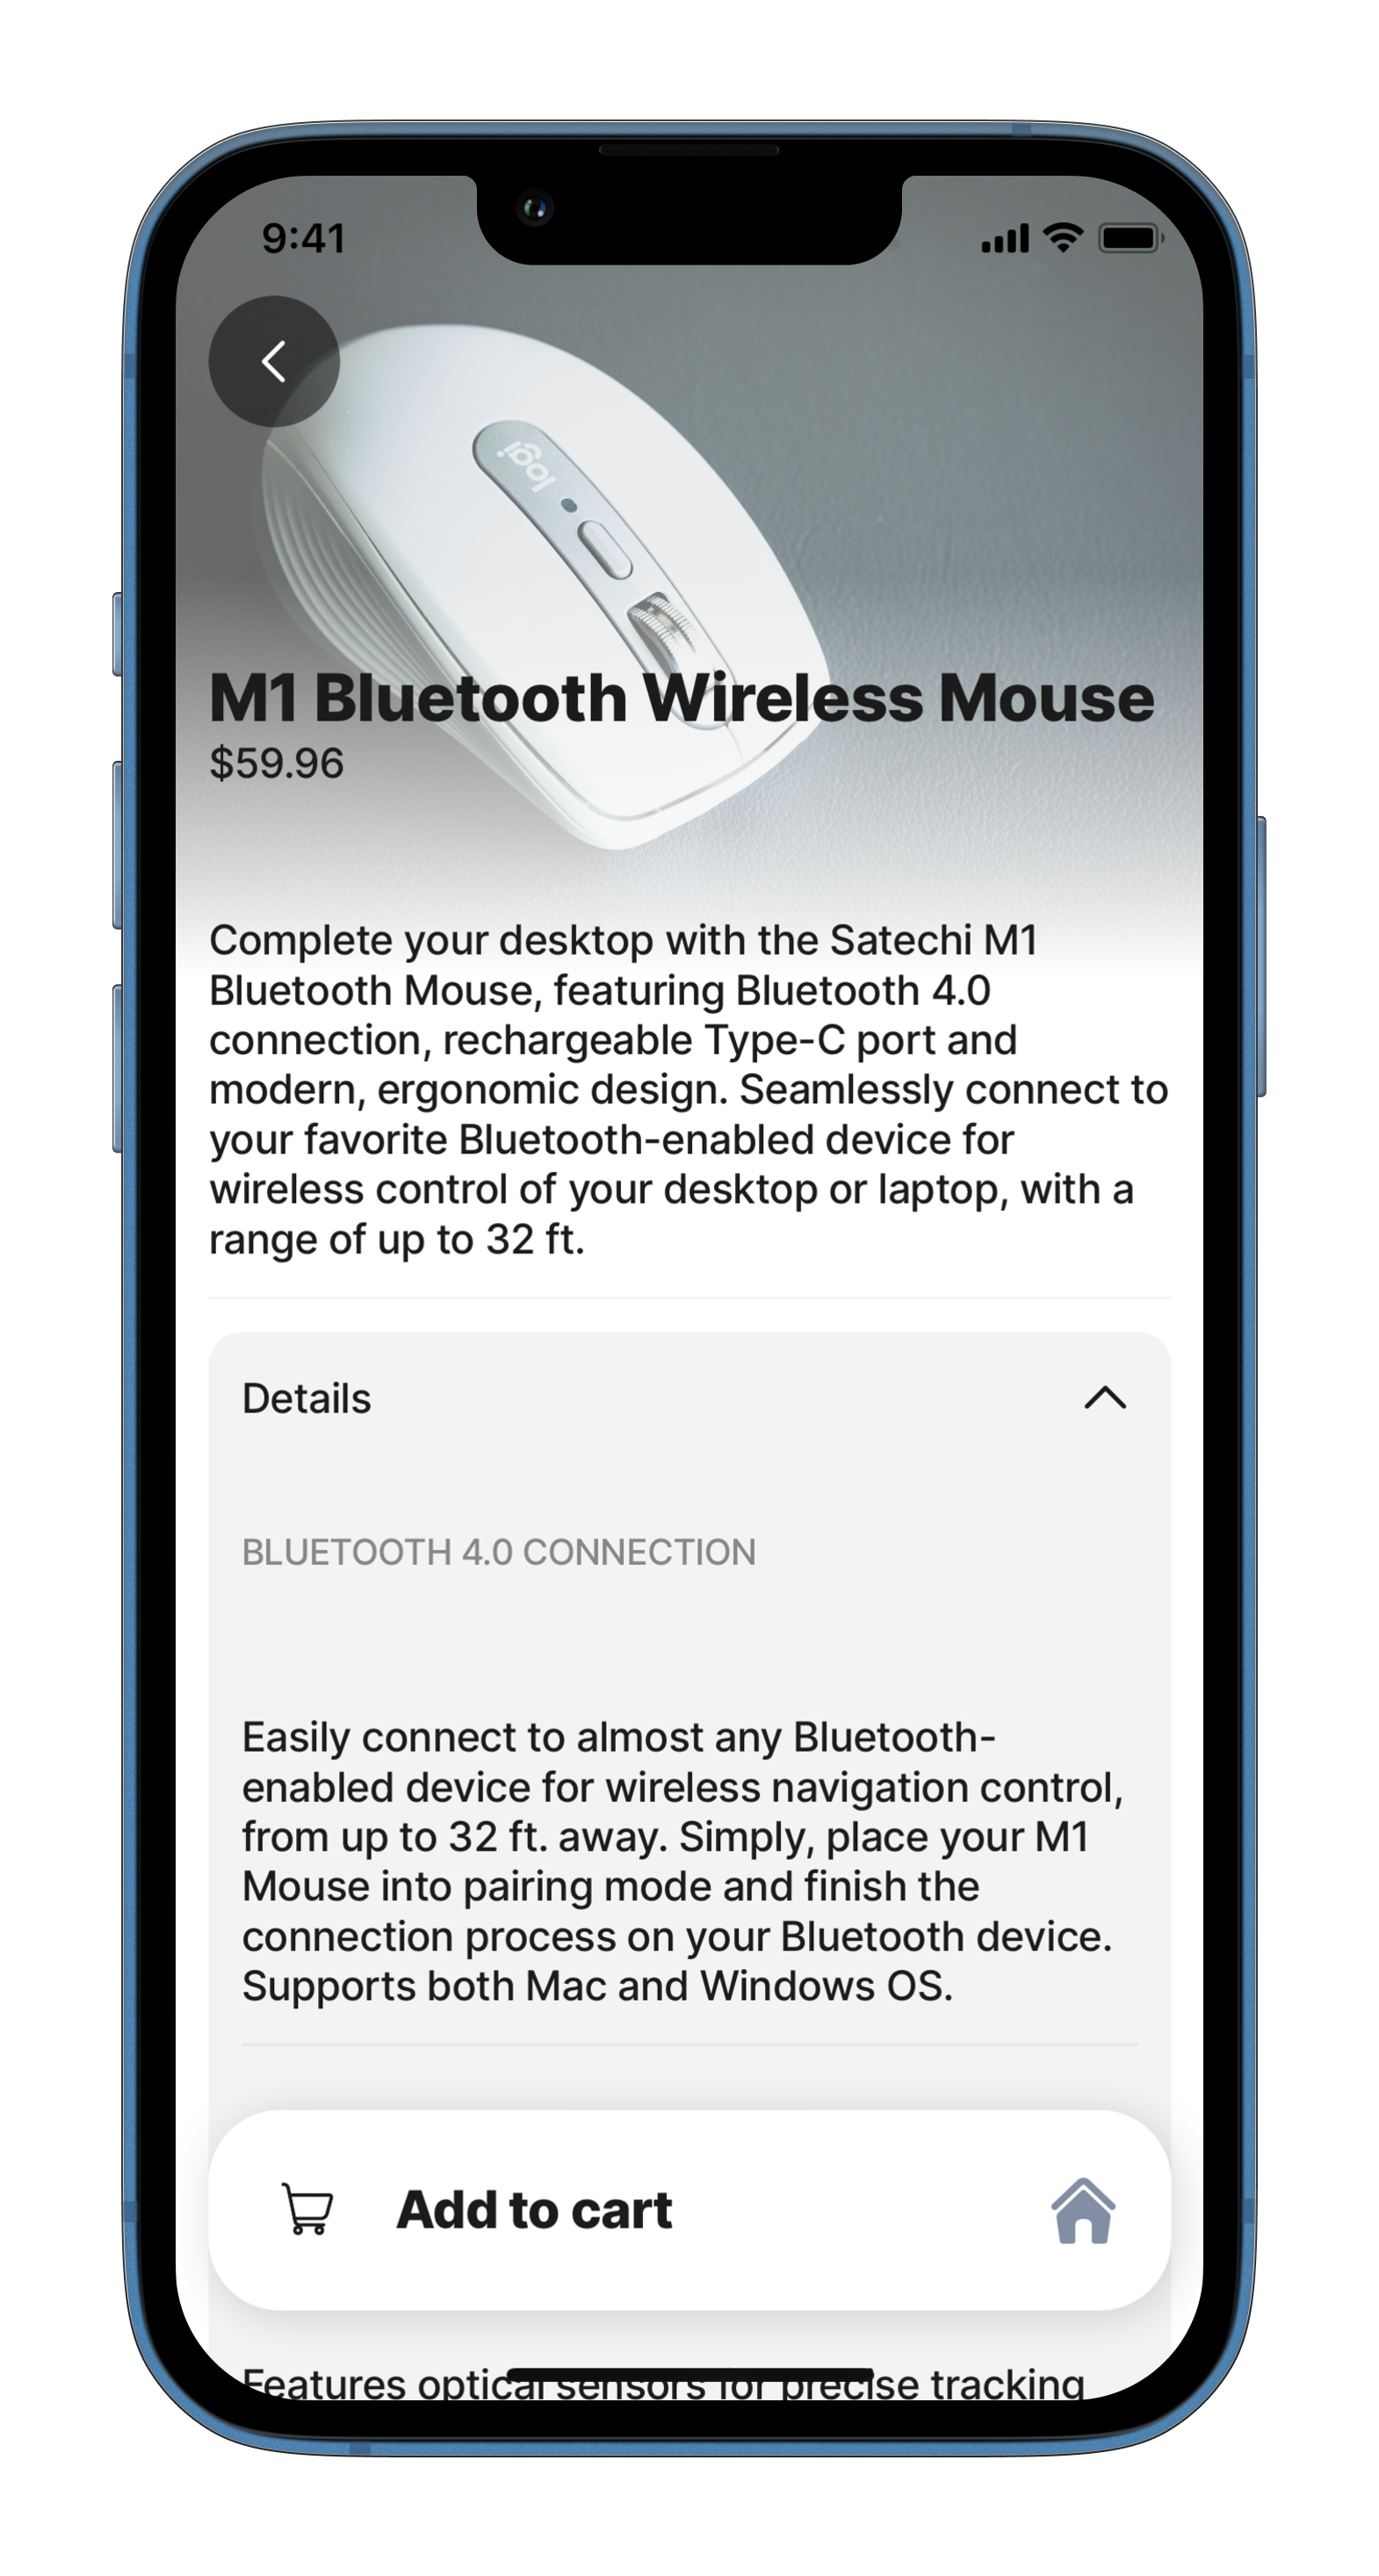 9:41
logi
M1 Bluetooth Wireless Mouse
$59.96
Complete your desktop with the Satechi M1
Bluetooth Mouse, featuring Bluetooth 4.0
connection, rechargeable Type-C port and
modern, ergonomic design. Seamlessly connect to
your favorite Bluetooth-enabled device for
wireless control of your desktop or laptop, with a
range of up to 32 ft.
Details
BLUETOOTH 4.0 CONNECTION
Easily connect to almost any Bluetooth-
enabled device for wireless navigation control,
from up to 32 ft. away. Simply, place your M1
Mouse into pairing mode and finish the
connection process on your Bluetooth device.
Supports both Mac and Windows OS.
Add to cart
Features optical sensors for precise tracking